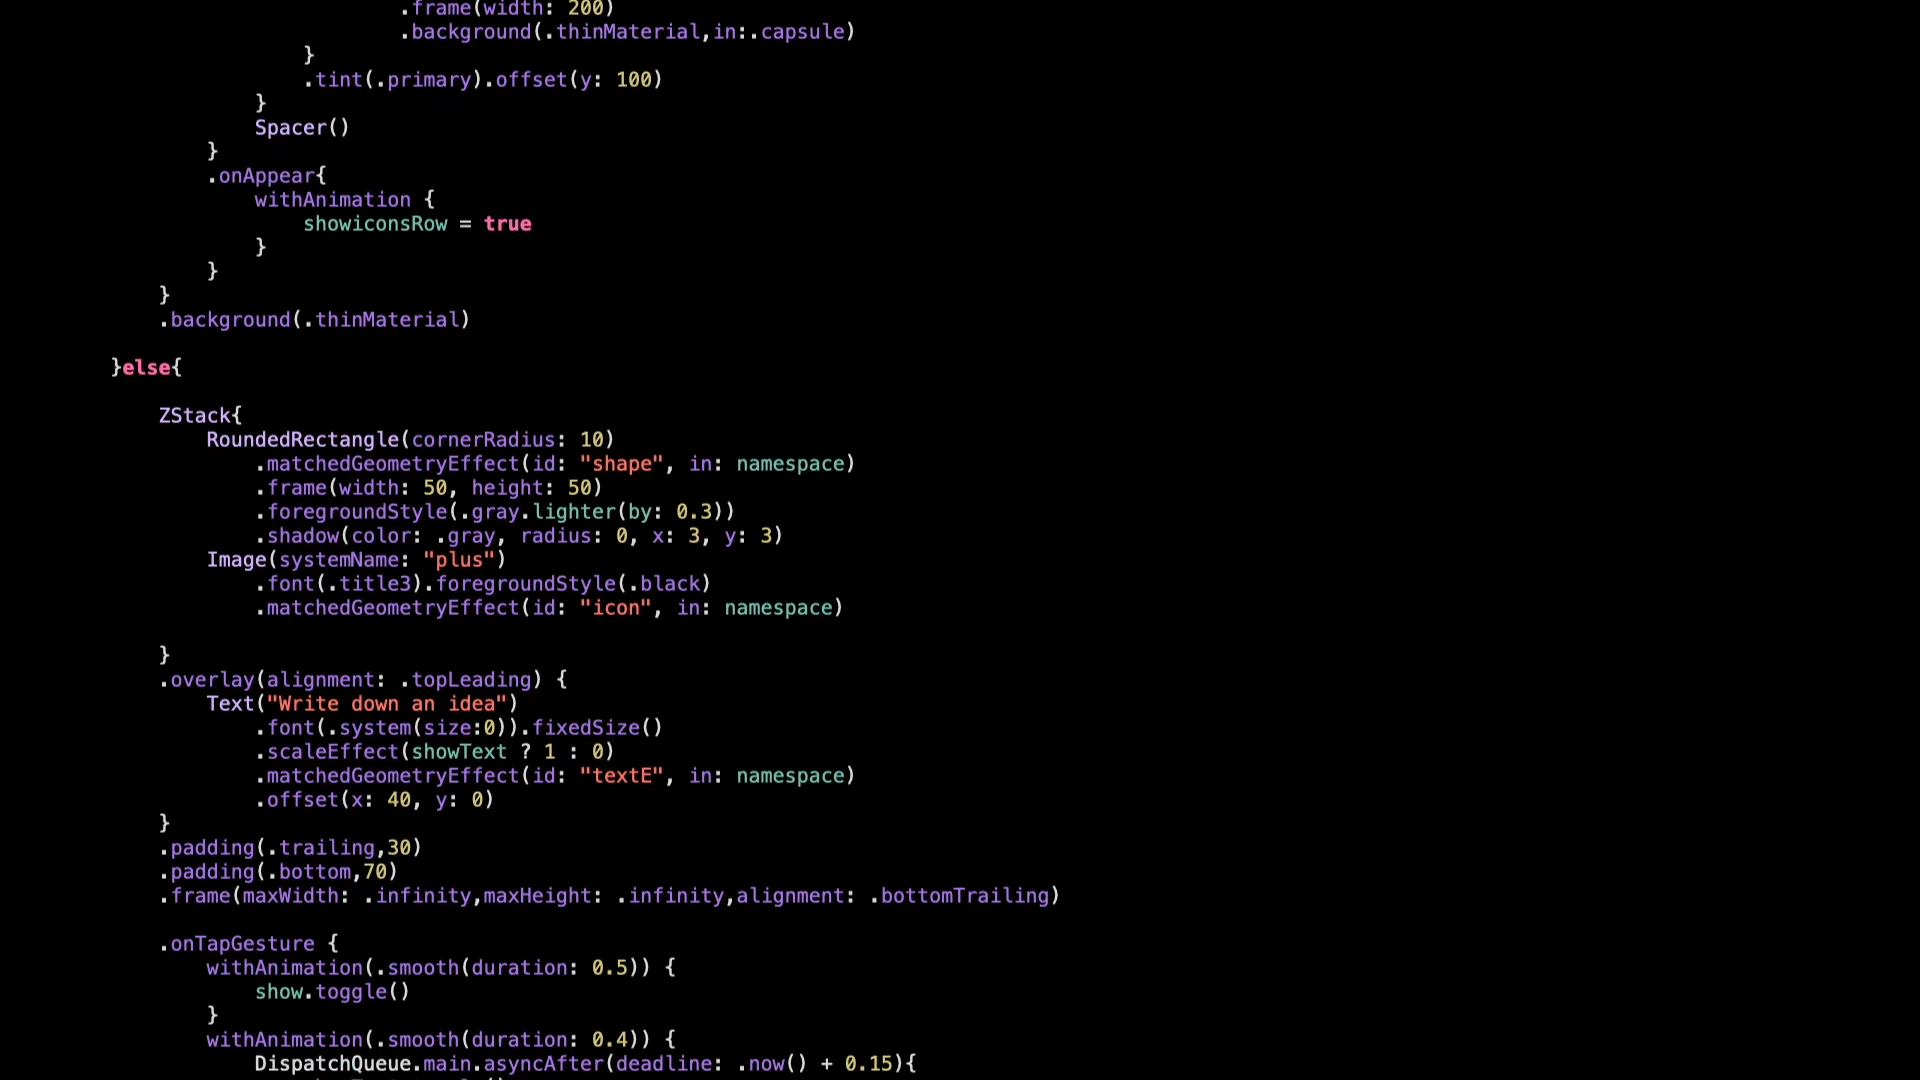 .frame(width: 200)
.background(.thinMaterial,in:.capsule)
}
.tint(.primary).offset(y: 100)
}
Spacer()
}
.onAppear{
withAnimation {
showiconsRow = true
}
}
}
.background(.thinMaterial)
}else{
ZStack{
RoundedRectangle(cornerRadius: 10)
.matchedGeometryEffect(id: "shape", in: namespace)
.frame(width: 50, height: 50)
.foregroundStyle(.gray.lighter(by: 0.3))
.shadow(color: .gray, radius: 0, x: 3, y: 3)
Image(systemName: "plus")
.font(.title3).foregroundStyle(.black)
.matchedGeometryEffect(id: "icon", in: namespace)
}
.overlay(alignment: .topLeading) {
Text("Write down an idea")
.font(.system(size:0)).fixedSize()
.scaleEffect(showText ? 1 : 0)
.matchedGeometryEffect(id: "textE", in: namespace)
.offset(x: 40, y: 0)
}
.padding(.trailing,30)
.padding(.bottom,70)
.frame(maxWidth: .infinity,maxHeight: .infinity,alignment: .bottomTrailing)
.onTapGesture {
withAnimation(.smooth(duration: 0.5)) {
show.toggle()
}
withAnimation(.smooth(duration: 0.4)) {
DispatchQueue.main.asyncAfter(deadline: .now() + 0.15){